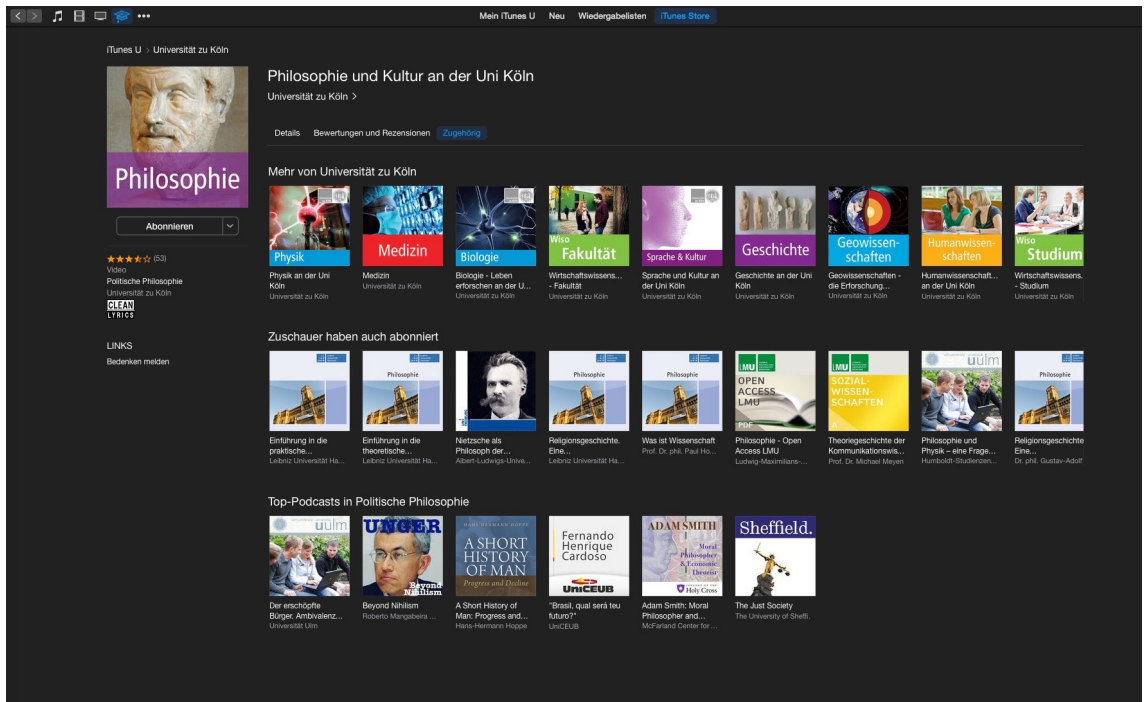 ••• Mein iTunes U Neu Wiedergabelisten iTunes Store
iTunes U > Universität zu Köln
Philosophie
Abonnieren
(53)
Video
Politische Philosophie
Universität zu Köln
CLEAN
LYRICS
LINKS
Bedenken melden
Philosophie und Kultur an der Uni Köln
Universität zu Köln >
Details Bewertungen und Rezensionen Zugehörig
Mehr von Universität zu Köln
Physik
Medizin
Biologie
Wiso
Fakultät
Sprache & Kultur
Geschichte
Geowissen-
schaften
Humanwissen-
schaften
Wiso
Studium
Physik an der Uni
Köln
Universität zu Köln
Medizin
Universität zu Köln
Biologie - Leben
erforschen an der U...
Universität zu Köln
Wirtschaftswissens...
- Fakultät
Universität zu Köln
Sprache und Kultur an
der Uni Köln
Universität zu Köln
Geschichte an der Uni
Köln
Universität zu Köln
Geowissenschaften -
die Erforschung...
Universität zu Köln
Humanwissenschaft...
an der Uni Köln
Universität zu Köln
Wirtschaftswissens.
- Studium
Universität zu Köln
Zuschauer haben auch abonniert
Philosophie
Philosophie
Philosophie
Philosophie
LMU
OPEN
ACCESS
LMU
PDF
LMU
SOZIAL-
WISSEN-
SCHAFTEN
A
uulm
Philosophie
Einführung in die
praktische...
Leibniz Universität Ha...
Einführung in die
theoretische...
Leibniz Universität Ha...
Nietzsche als
Philosoph der...
Albert-Ludwigs-Unive...
Religionsgeschichte.
Eine...
Leibniz Universität Ha...
Was ist Wissenschaft
Prof. Dr. phil. Paul Ho...
Philosophie - Open
Access LMU
Ludwig-Maximilians-...
Theoriegeschichte der
Kommunikationswis...
Prof. Dr. Michael Meyen
Philosophie und
Physik – eine Frage...
Humboldt-Studienzen...
Religionsgeschichte
Eine...
Dr. phil. Gustav-Adolf
Top-Podcasts in Politische Philosophie
uulm
UNGER
Beyond
Nihilism
HANS-HERMANN HOPPE
A SHORT
HISTORY
OF MAN
Progress and Decline
Fernando
Henrique
Cardoso
UniCEUB
ADAM SMITH
Moral
Philosopher
& Economic
Theorist
Holy Cross
Sheffield.
Der erschöpfte
Bürger. Ambivalenz...
Universität Ulm
Beyond Nihilism
Roberto Mangabeira ...
A Short History of
Man: Progress and...
Hans-Hermann Hoppe
"Brasil, qual será teu
futuro?"
UniCEUB
Adam Smith: Moral
Philosopher and...
McFarland Center for...
The Just Society
The University of Sheffi.